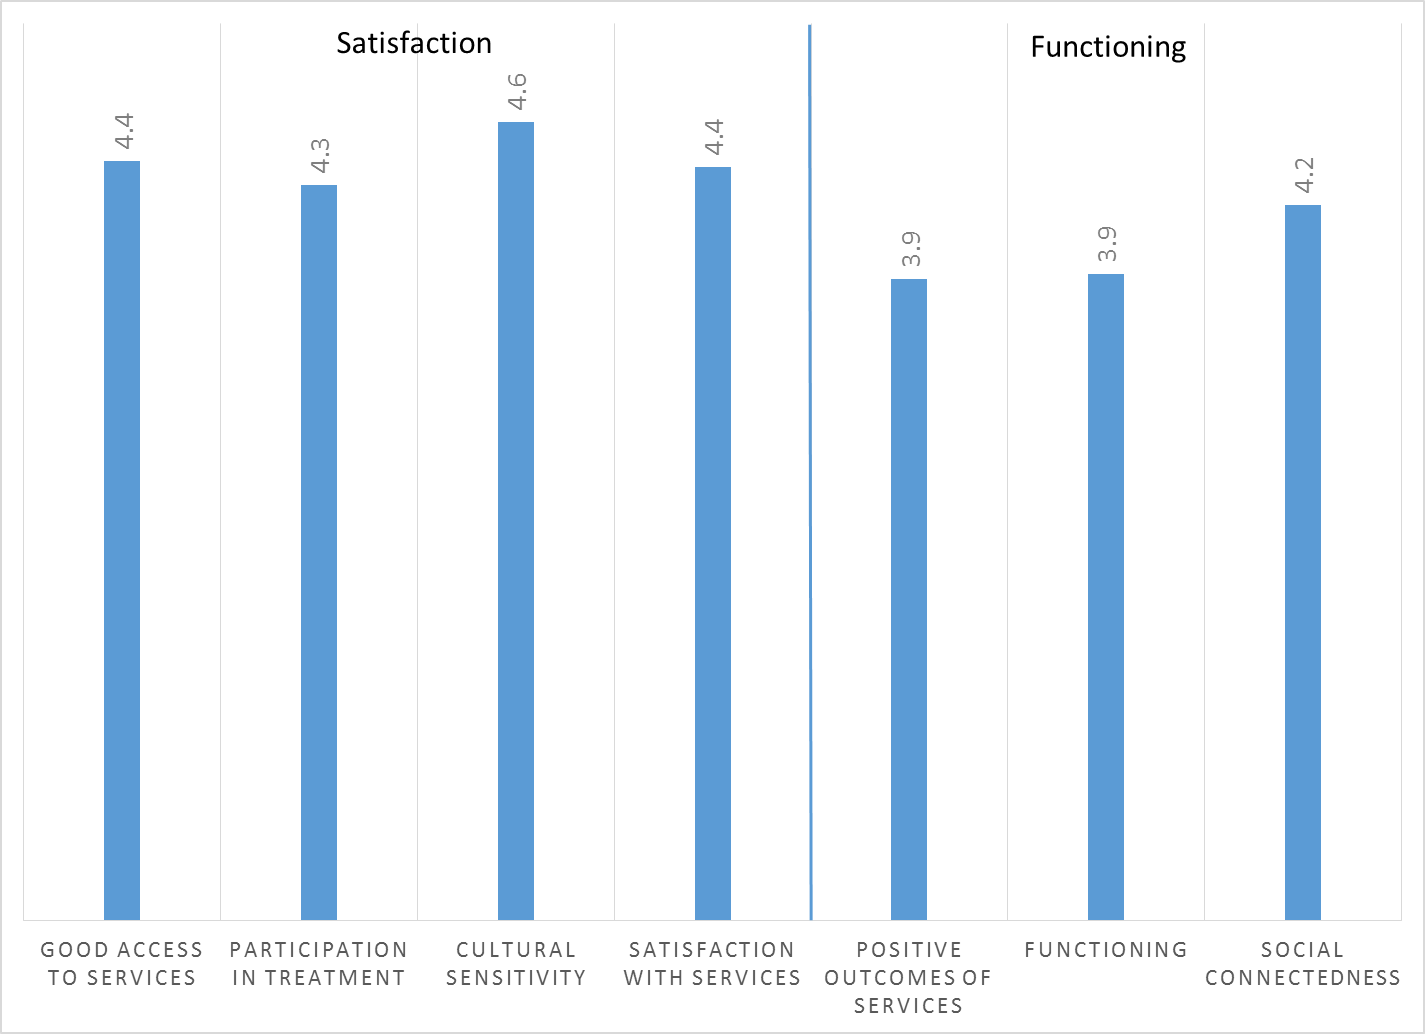 Satisfaction
Functioning
4.4
4.3
4.6
4.4
3.9
3.9
4.2
GOOD ACCESS
TO SERVICES
PARTICIPATION
IN TREATMENT
CULTURAL
SENSITIVITY
SATISFACTION
WITH SERVICES
POSITIVE
OUTCOMES OF
SERVICES
FUNCTIONING
SOCIAL
CONNECTEDNESS